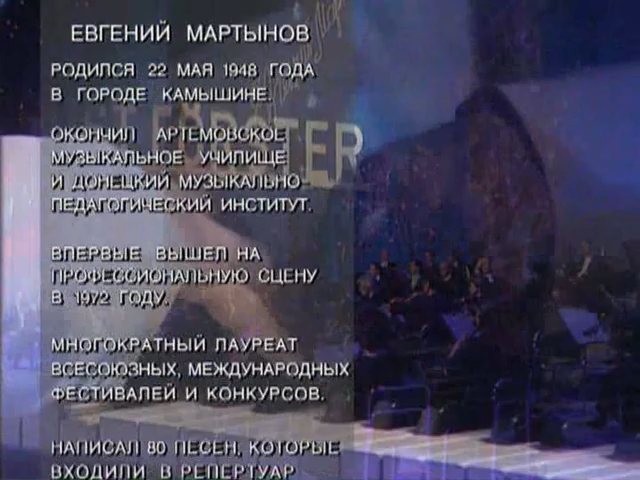 ЕВГЕНИЙ МАРТЫНОВ
РОДИЛСЯ 22 МАЯ 1948 ГОДА
В ГОРОДЕ КАМЫШИНЕ.
ОКОНЧИЛ АРТЕМОВСКОЕ
МУЗЫКАЛЬНОЕ УЧИЛИЩЕ
И ДОНЕЦКИЙ МУЗЫКАЛЬНО-
ПЕДАГОГИЧЕСКИЙ ИНСТИТУТ.
ВПЕРВЫЕ ВЫШЕЛ НА
ПРОФЕССИОНАЛЬНУЮ СЦЕНУ
В 1972 ГОДУ.
МНОГОКРАТНЫЙ ЛАУРЕАТ
ВСЕСОЮЗНЫХ, МЕЖДУНАРОДНЫХ
ФЕСТИВАЛЕЙ И КОНКУРСОВ.
НАПИСАЛ 80 ПЕСЕН, КОТОРЫЕ
ВХОДИЛИ В РЕПЕРТУАР
FÖRSTER